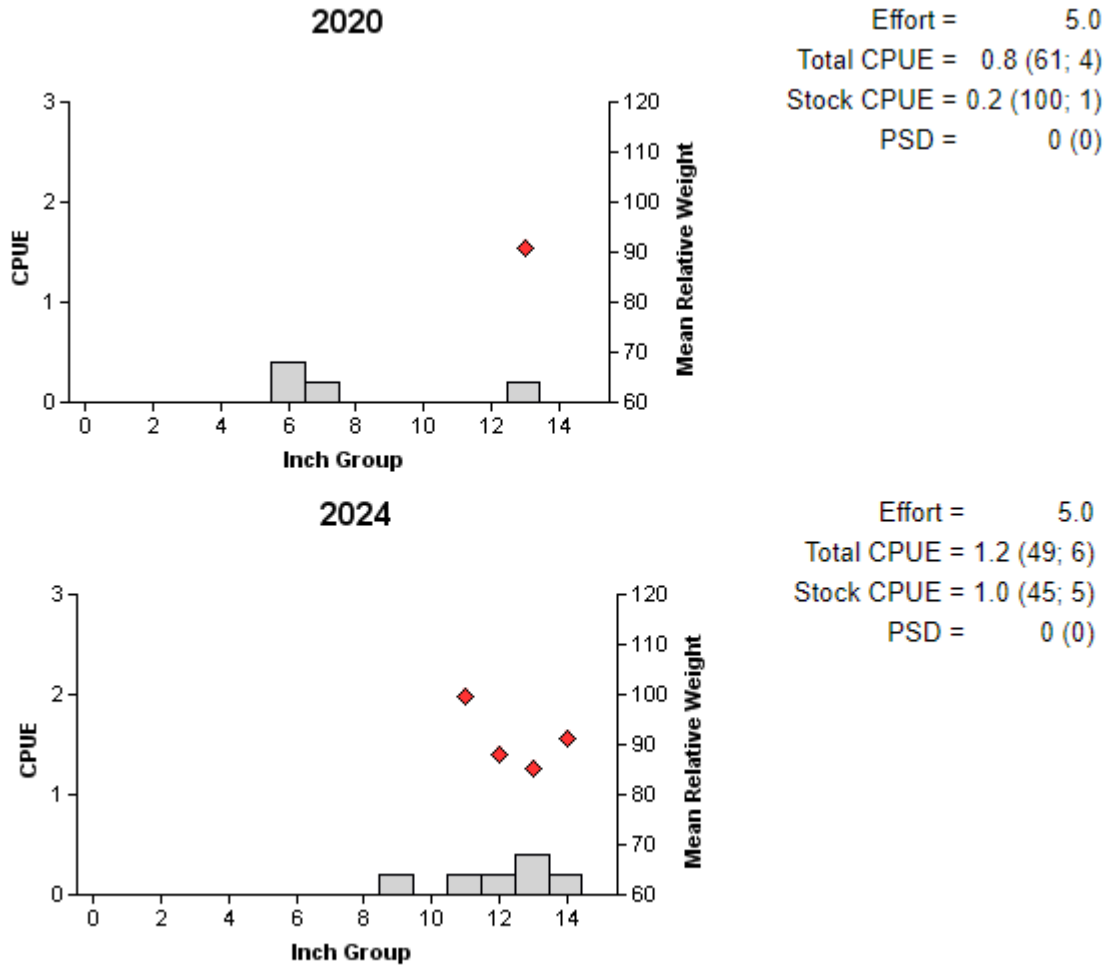 2020
Effort = 5.0
Total CPUE = 0.8 (61; 4)
Stock CPUE = 0.2 (100; 1)
PSD = 0 (0)
3
2
1
0
CPUE
120
110
100
90
80
70
60
Mean Relative Weight
0 2 4 6 8 10 12 14
Inch Group
2024
Effort = 5.0
Total CPUE = 1.2 (49; 6)
Stock CPUE = 1.0 (45; 5)
PSD = 0 (0)
3
2
1
0
CPUE
120
110
100
90
80
70
60
Mean Relative Weight
0 2 4 6 8 10 12 14
Inch Group